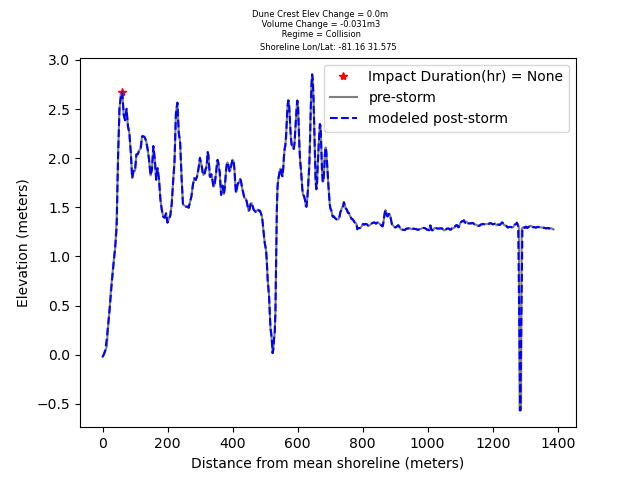 Dune Crest Elev Change = 0.0m
Volume Change = -0.031m3
Regime = Collision
Shoreline Lon/Lat: -81.16 31.575
3.0
2.5
2.0
1.5
1.0
0.5
0.0
−0.5
Elevation (meters)
Impact Duration(hr) = None
pre-storm
modeled post-storm
0 200 400 600 800 1000 1200 1400
Distance from mean shoreline (meters)